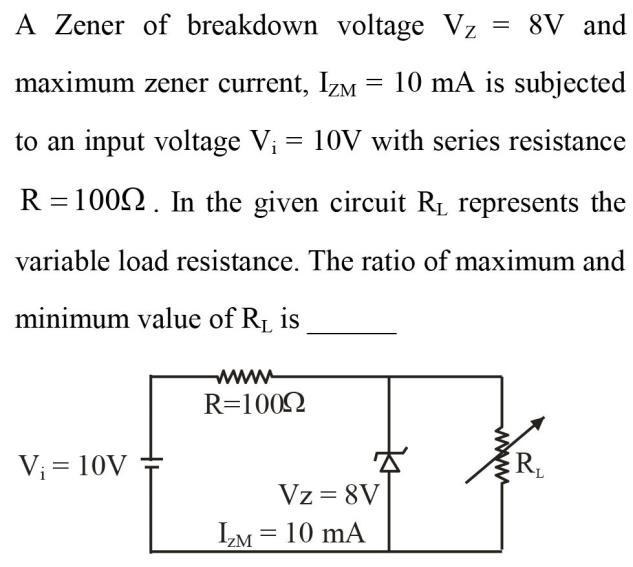 A Zener of breakdown voltage V_Z = 8V and
maximum zener current, I_ZM = 10 mA is subjected
to an input voltage V_i = 10V with series resistance
R = 100Ω. In the given circuit R_L represents the
variable load resistance. The ratio of maximum and
minimum value of R_L is ______
R=100Ω
V_i = 10V
R_L
Vz = 8V
I_zM = 10 mA